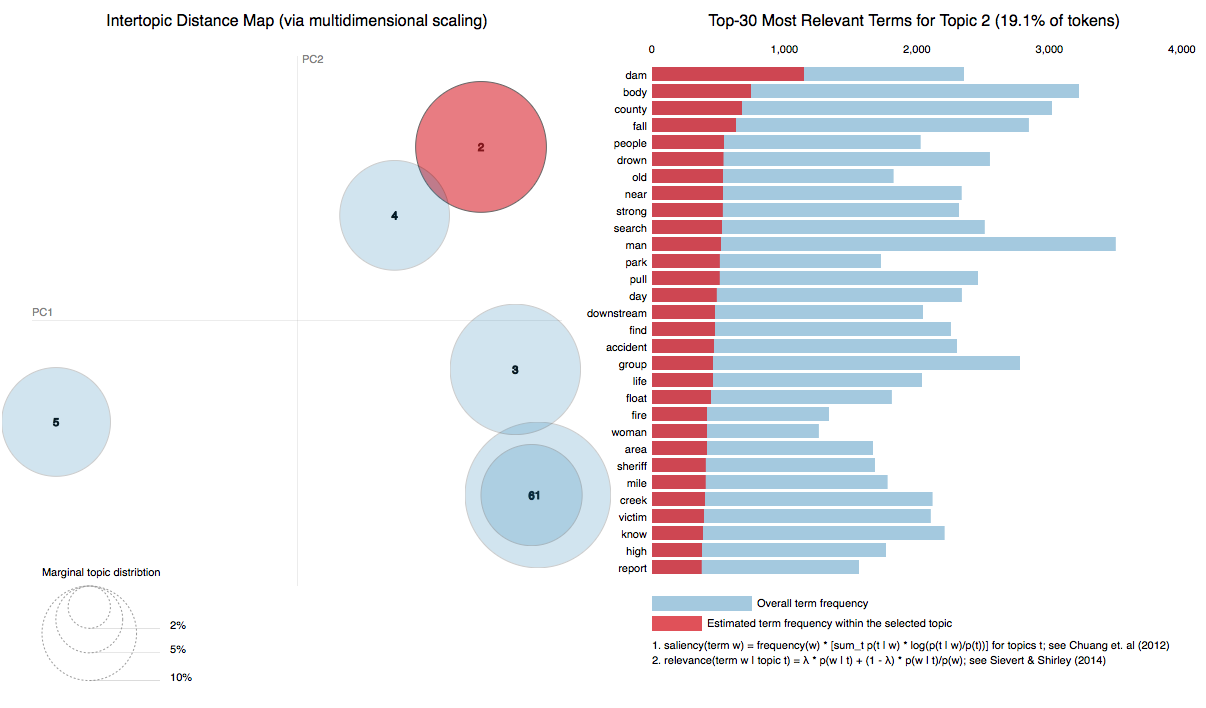 Intertopic Distance Map (via multidimensional scaling)
PC2
PC1
2
4
3
5
61
Marginal topic distribtion
2%
5%
10%
Top-30 Most Relevant Terms for Topic 2 (19.1% of tokens)
0 1,000 2,000 3,000 4,000
dam
body
county
fall
people
drown
old
near
strong
search
man
park
pull
day
downstream
find
accident
group
life
float
fire
woman
area
sheriff
mile
creek
victim
know
high
report
Overall term frequency
Estimated term frequency within the selected topic
1. saliency(term w) = frequency(w) * [sum_t p(t | w) * log(p(t | w)/p(t))] for topics t; see Chuang et. al (2012)
2. relevance(term w | topic t) = λ * p(w | t) + (1 - λ) * p(w | t)/p(w); see Sievert & Shirley (2014)